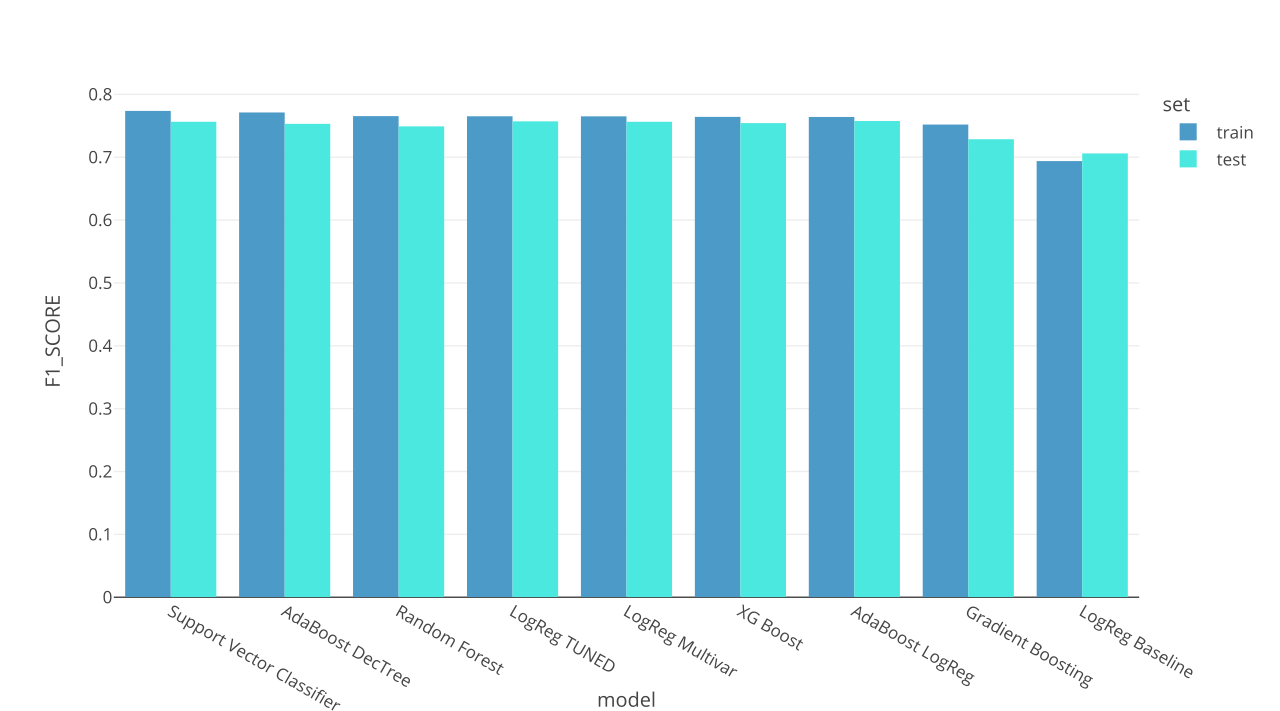 0.8
0.7
0.6
0.5
0.4
0.3
0.2
0.1
0
F1_SCORE
Support Vector Classifier
AdaBoost DecTree
Random Forest
LogReg TUNED
LogReg Multivar
XG Boost
AdaBoost LogReg
Gradient Boosting
LogReg Baseline
model
set
train
test